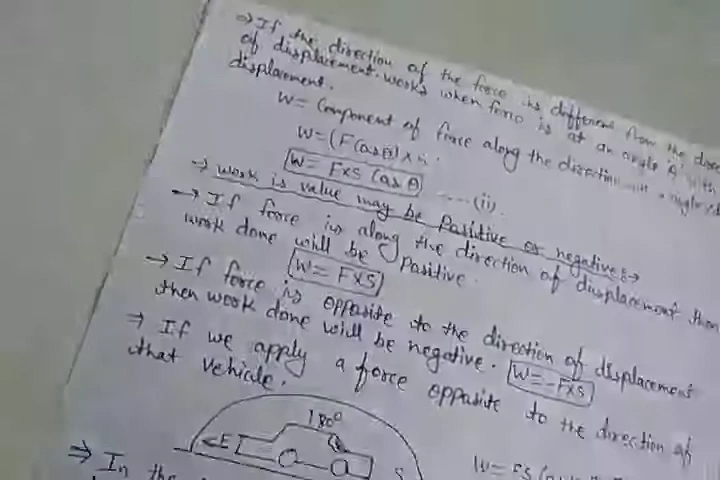 ⇒ If the direction of the force is different from the direc
of displacement. works when force is at an angle θ with
displacement.
W = Component of force along the direction
W = (F Cos θ) × s
W = F×S Cos θ .....(ii).
→ work is value may be Positive or negative :→
→ If force is along the direction of displacement then
work done will be positive.
W = F×S
→ If force is opposite to the direction of displacement
then work done will be negative. W = -F×S
⇒ If we apply a force opposite to the direction of
that vehicle.
180°
←F
S
⇒ In the
W = FS